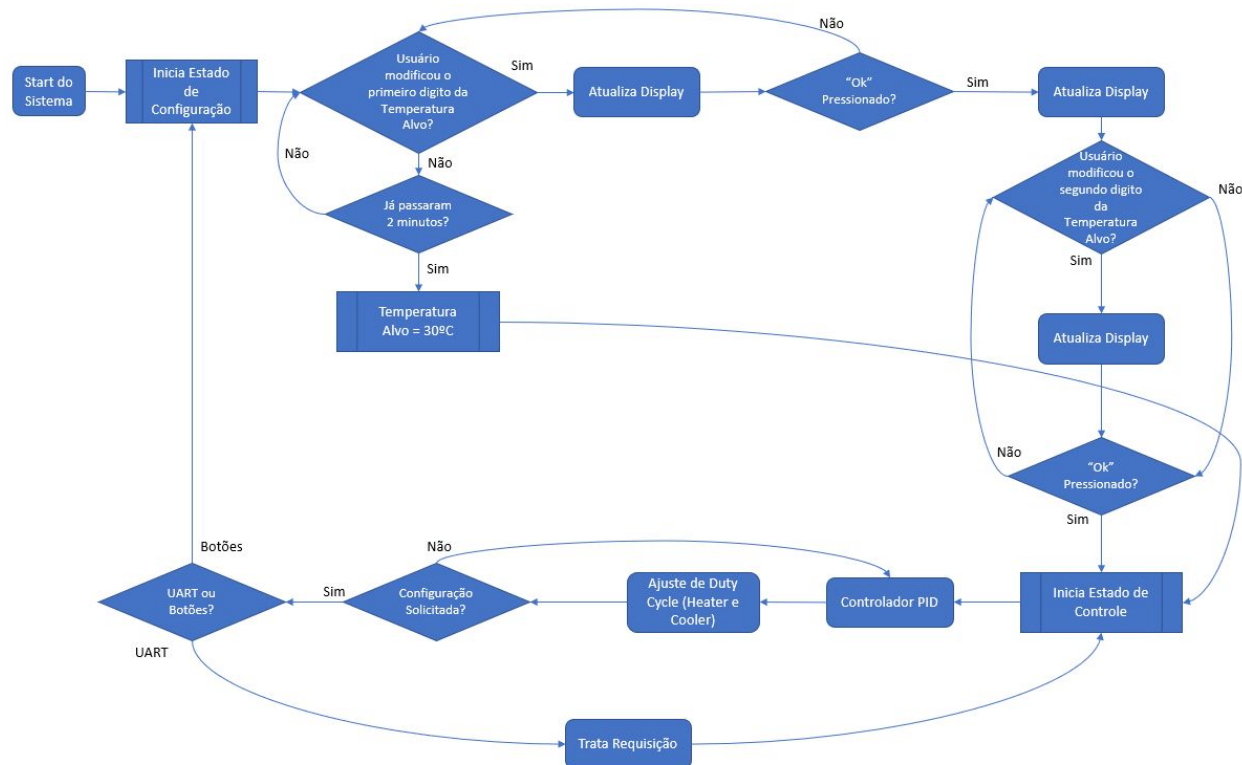 Start do
Sistema
Inicia Estado
de
Configuração
Usuário
modificou o
primeiro digito da
Temperatura
Alvo?
Sim
Não
Não
Já passaram
2 minutos?
Sim
Temperatura
Alvo = 30ºC
Atualiza Display
"Ok"
Pressionado?
Não
Sim
Atualiza Display
Usuário
modificou o
segundo digito
da
Temperatura
Alvo?
Não
Sim
Atualiza Display
"Ok"
Pressionado?
Não
Sim
Inicia Estado de
Controle
Controlador PID
Ajuste de Duty
Cycle (Heater e
Cooler)
Configuração
Solicitada?
Não
Sim
UART ou
Botões?
Botões
UART
Trata Requisição